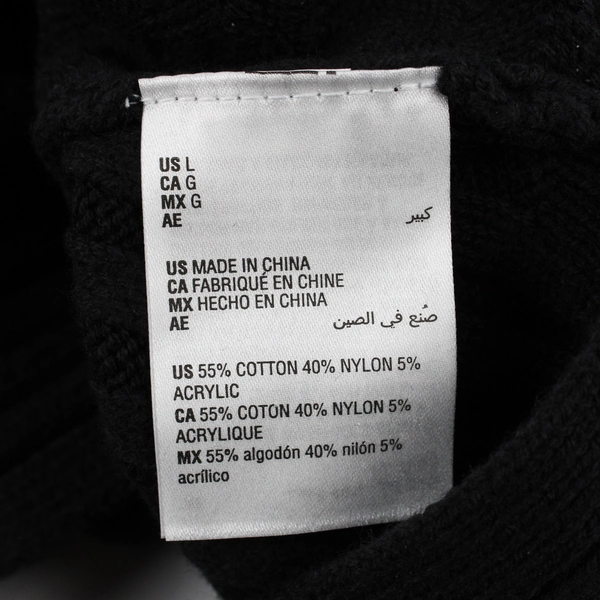 US L
CA G
MX G
AE كبير
US MADE IN CHINA
CA FABRIQUÉ EN CHINE
MX HECHO EN CHINA
AE صُنع في الصين
US 55% COTTON 40% NYLON 5%
ACRYLIC
CA 55% COTON 40% NYLON 5%
ACRYLIQUE
MX 55% algodón 40% nilón 5%
acrílico